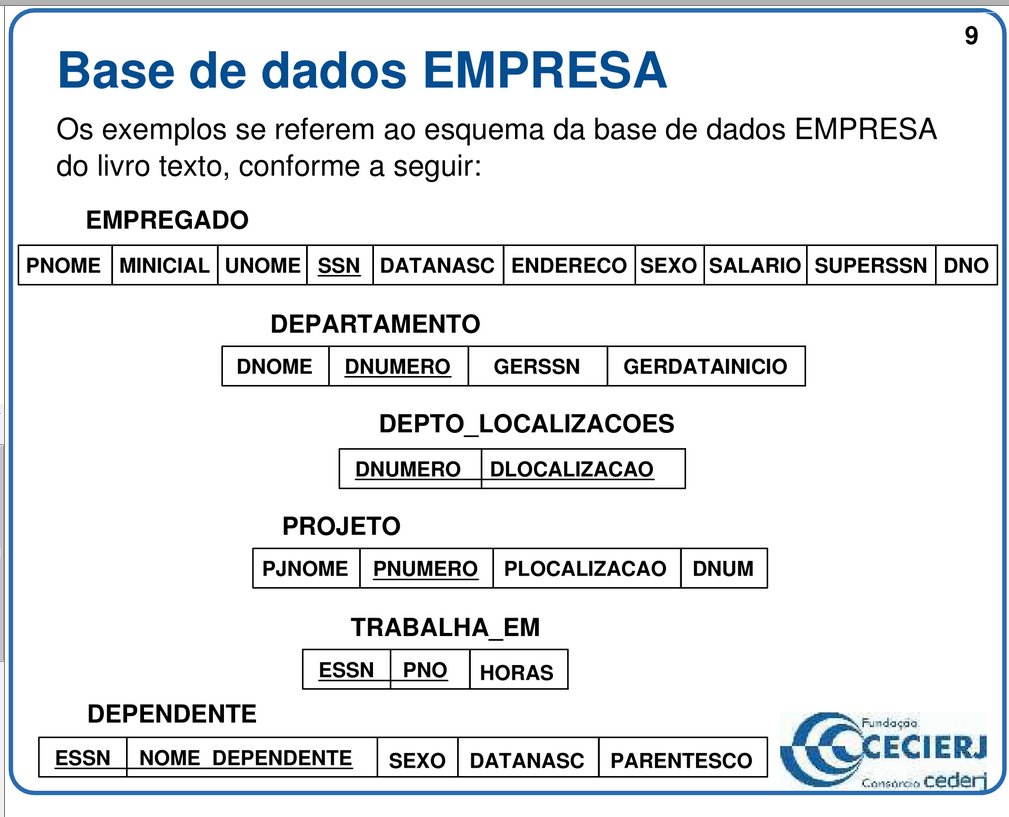 9
Base de dados EMPRESA
Os exemplos se referem ao esquema da base de dados EMPRESA
do livro texto, conforme a seguir:
EMPREGADO
PNOME MINICIAL UNOME SSN DATANASC ENDERECO SEXO SALARIO SUPERSSN DNO
DEPARTAMENTO
DNOME DNUMERO GERSSN GERDATAINICIO
DEPTO_LOCALIZACOES
DNUMERO DLOCALIZACAO
PROJETO
PJNOME PNUMERO PLOCALIZACAO DNUM
TRABALHA_EM
ESSN PNO HORAS
DEPENDENTE
ESSN NOME_DEPENDENTE SEXO DATANASC PARENTESCO
Fundação
CECIERJ
Consórcio cederj